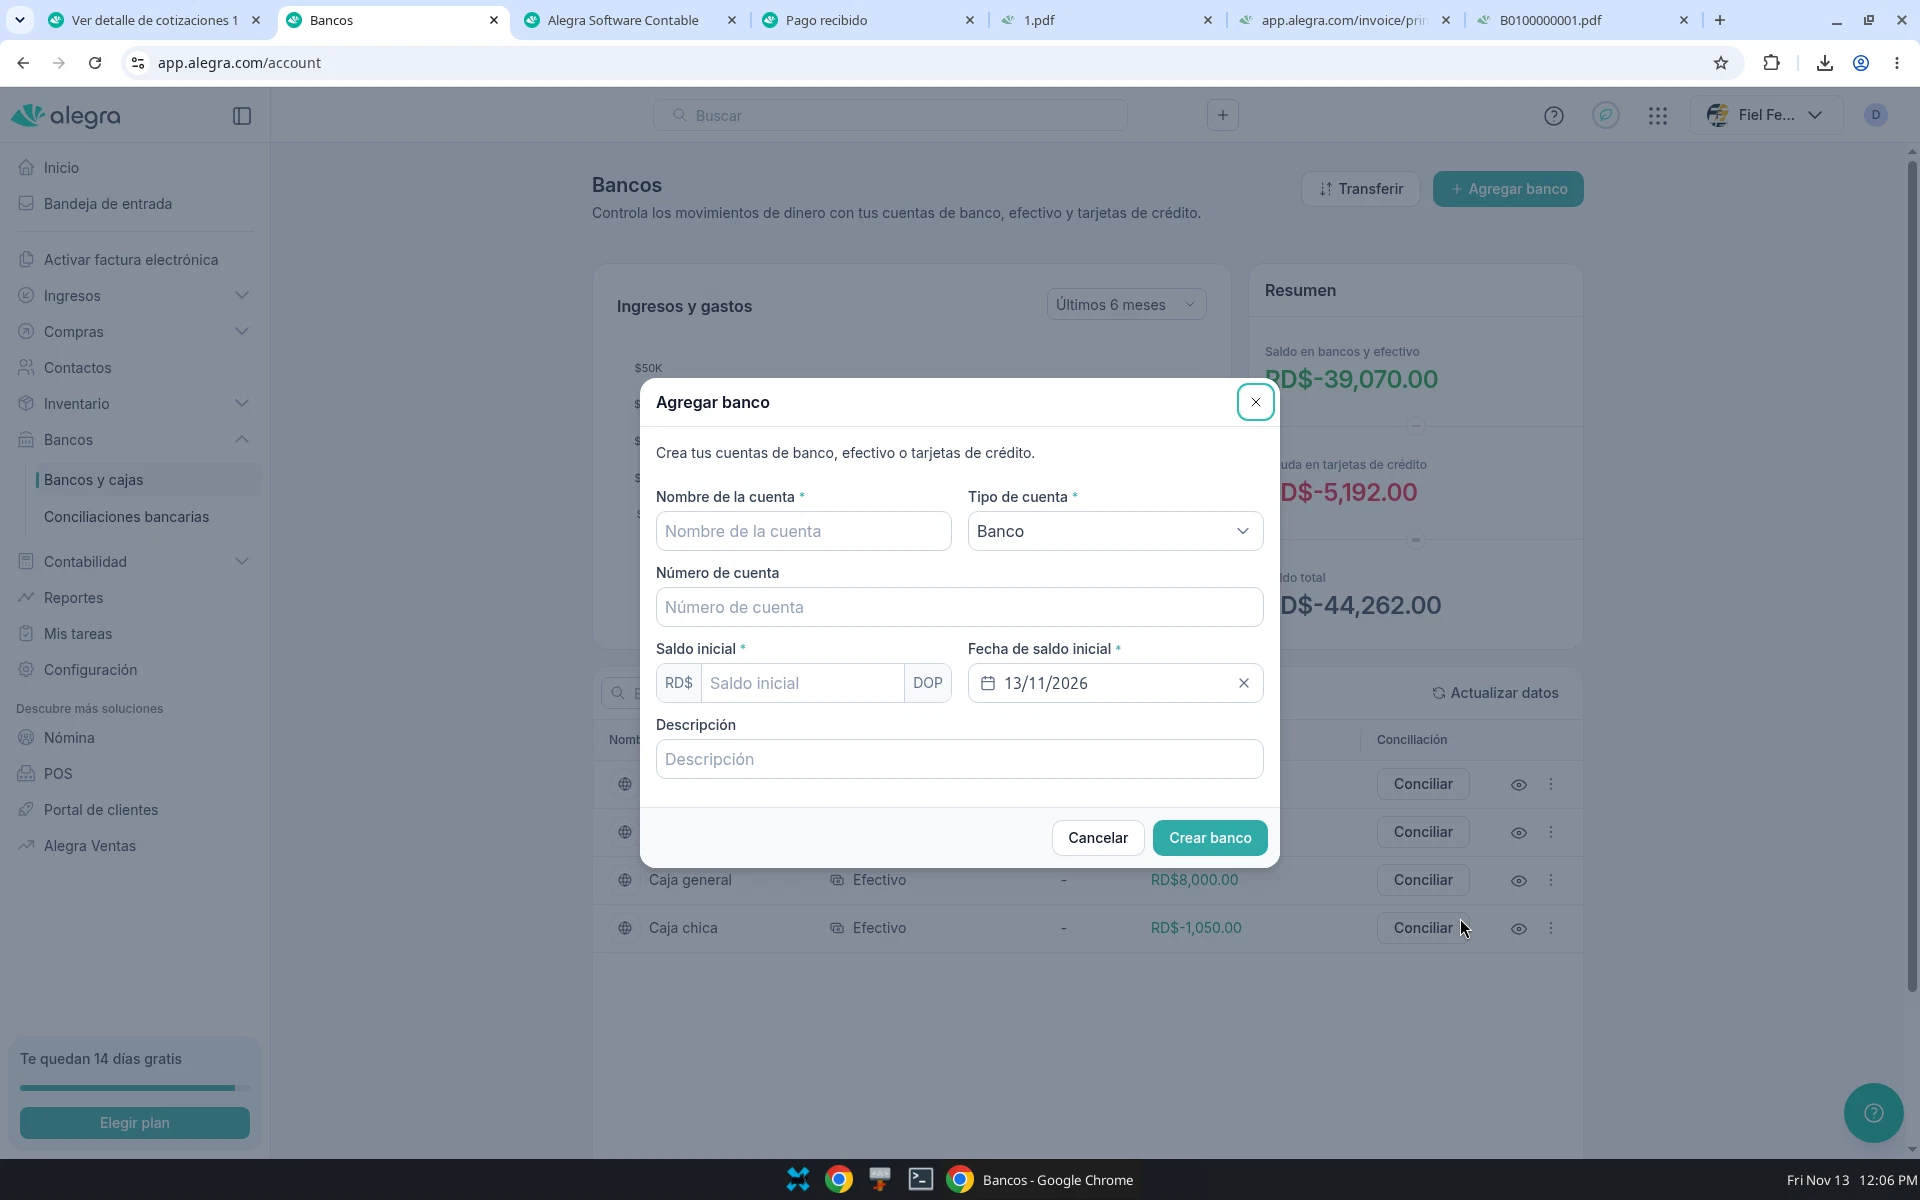 Ver detalle de cotizaciones 1
Bancos
Alegra Software Contable
Pago recibido
1.pdf
app.alegra.com/invoice/prin
B0100000001.pdf
app.alegra.com/account
alegra
Buscar
Fiel Fe...
D
Inicio
Bandeja de entrada
Activar factura electrónica
Ingresos
Compras
Contactos
Inventario
Bancos
Bancos y cajas
Conciliaciones bancarias
Contabilidad
Reportes
Mis tareas
Configuración
Descubre más soluciones
Nómina
POS
Portal de clientes
Alegra Ventas
Te quedan 14 días gratis
Elegir plan
Bancos
Controla los movimientos de dinero con tus cuentas de banco, efectivo y tarjetas de crédito.
Transferir
+ Agregar banco
Ingresos y gastos
Últimos 6 meses
$50K
Resumen
Saldo en bancos y efectivo
RD$-39,070.00
uda en tarjetas de crédito
D$-5,192.00
do total
D$-44,262.00
Agregar banco
Crea tus cuentas de banco, efectivo o tarjetas de crédito.
Nombre de la cuenta *
Nombre de la cuenta
Tipo de cuenta *
Banco
Número de cuenta
Número de cuenta
Saldo inicial *
RD$ Saldo inicial DOP
Fecha de saldo inicial *
13/11/2026
Descripción
Descripción
Cancelar
Crear banco
Actualizar datos
Nomb
Conciliación
Conciliar
Conciliar
Caja general Efectivo - RD$8,000.00 Conciliar
Caja chica Efectivo - RD$-1,050.00 Conciliar
Bancos - Google Chrome
Fri Nov 13 12:06 PM